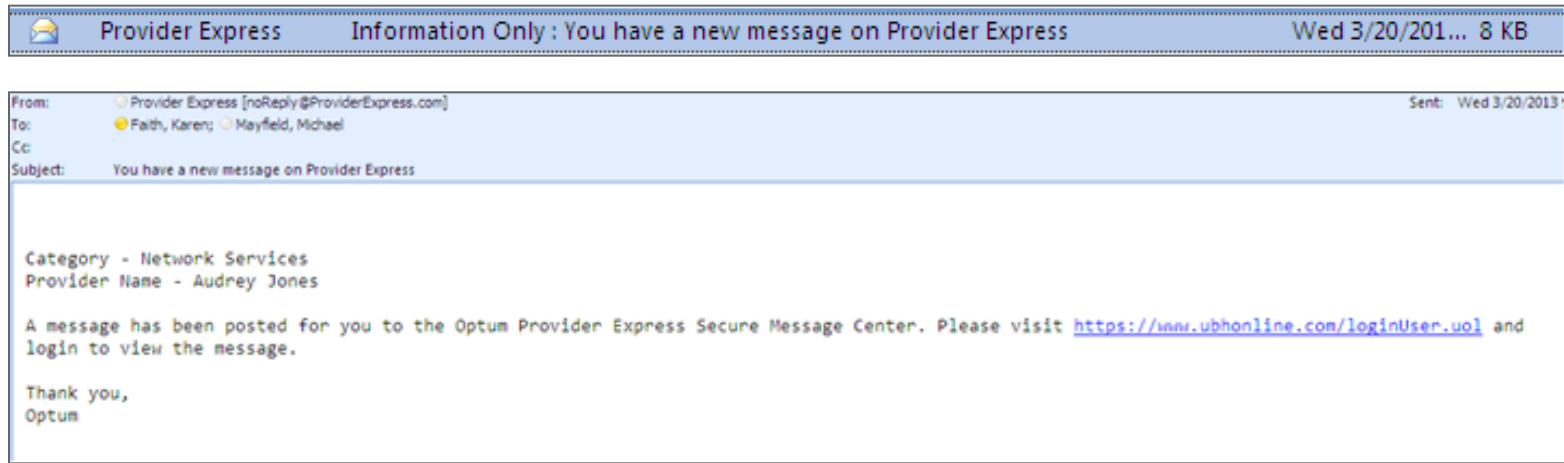 Provider Express Information Only : You have a new message on Provider Express Wed 3/20/201... 8 KB
From: Provider Express [noReply@ProviderExpress.com] Sent: Wed 3/20/2013
To: Faith, Karen; Mayfield, Michael
Cc:
Subject: You have a new message on Provider Express
Category - Network Services
Provider Name - Audrey Jones
A message has been posted for you to the Optum Provider Express Secure Message Center. Please visit https://www.ubhonline.com/loginUser.uol and
login to view the message.
Thank you,
Optum